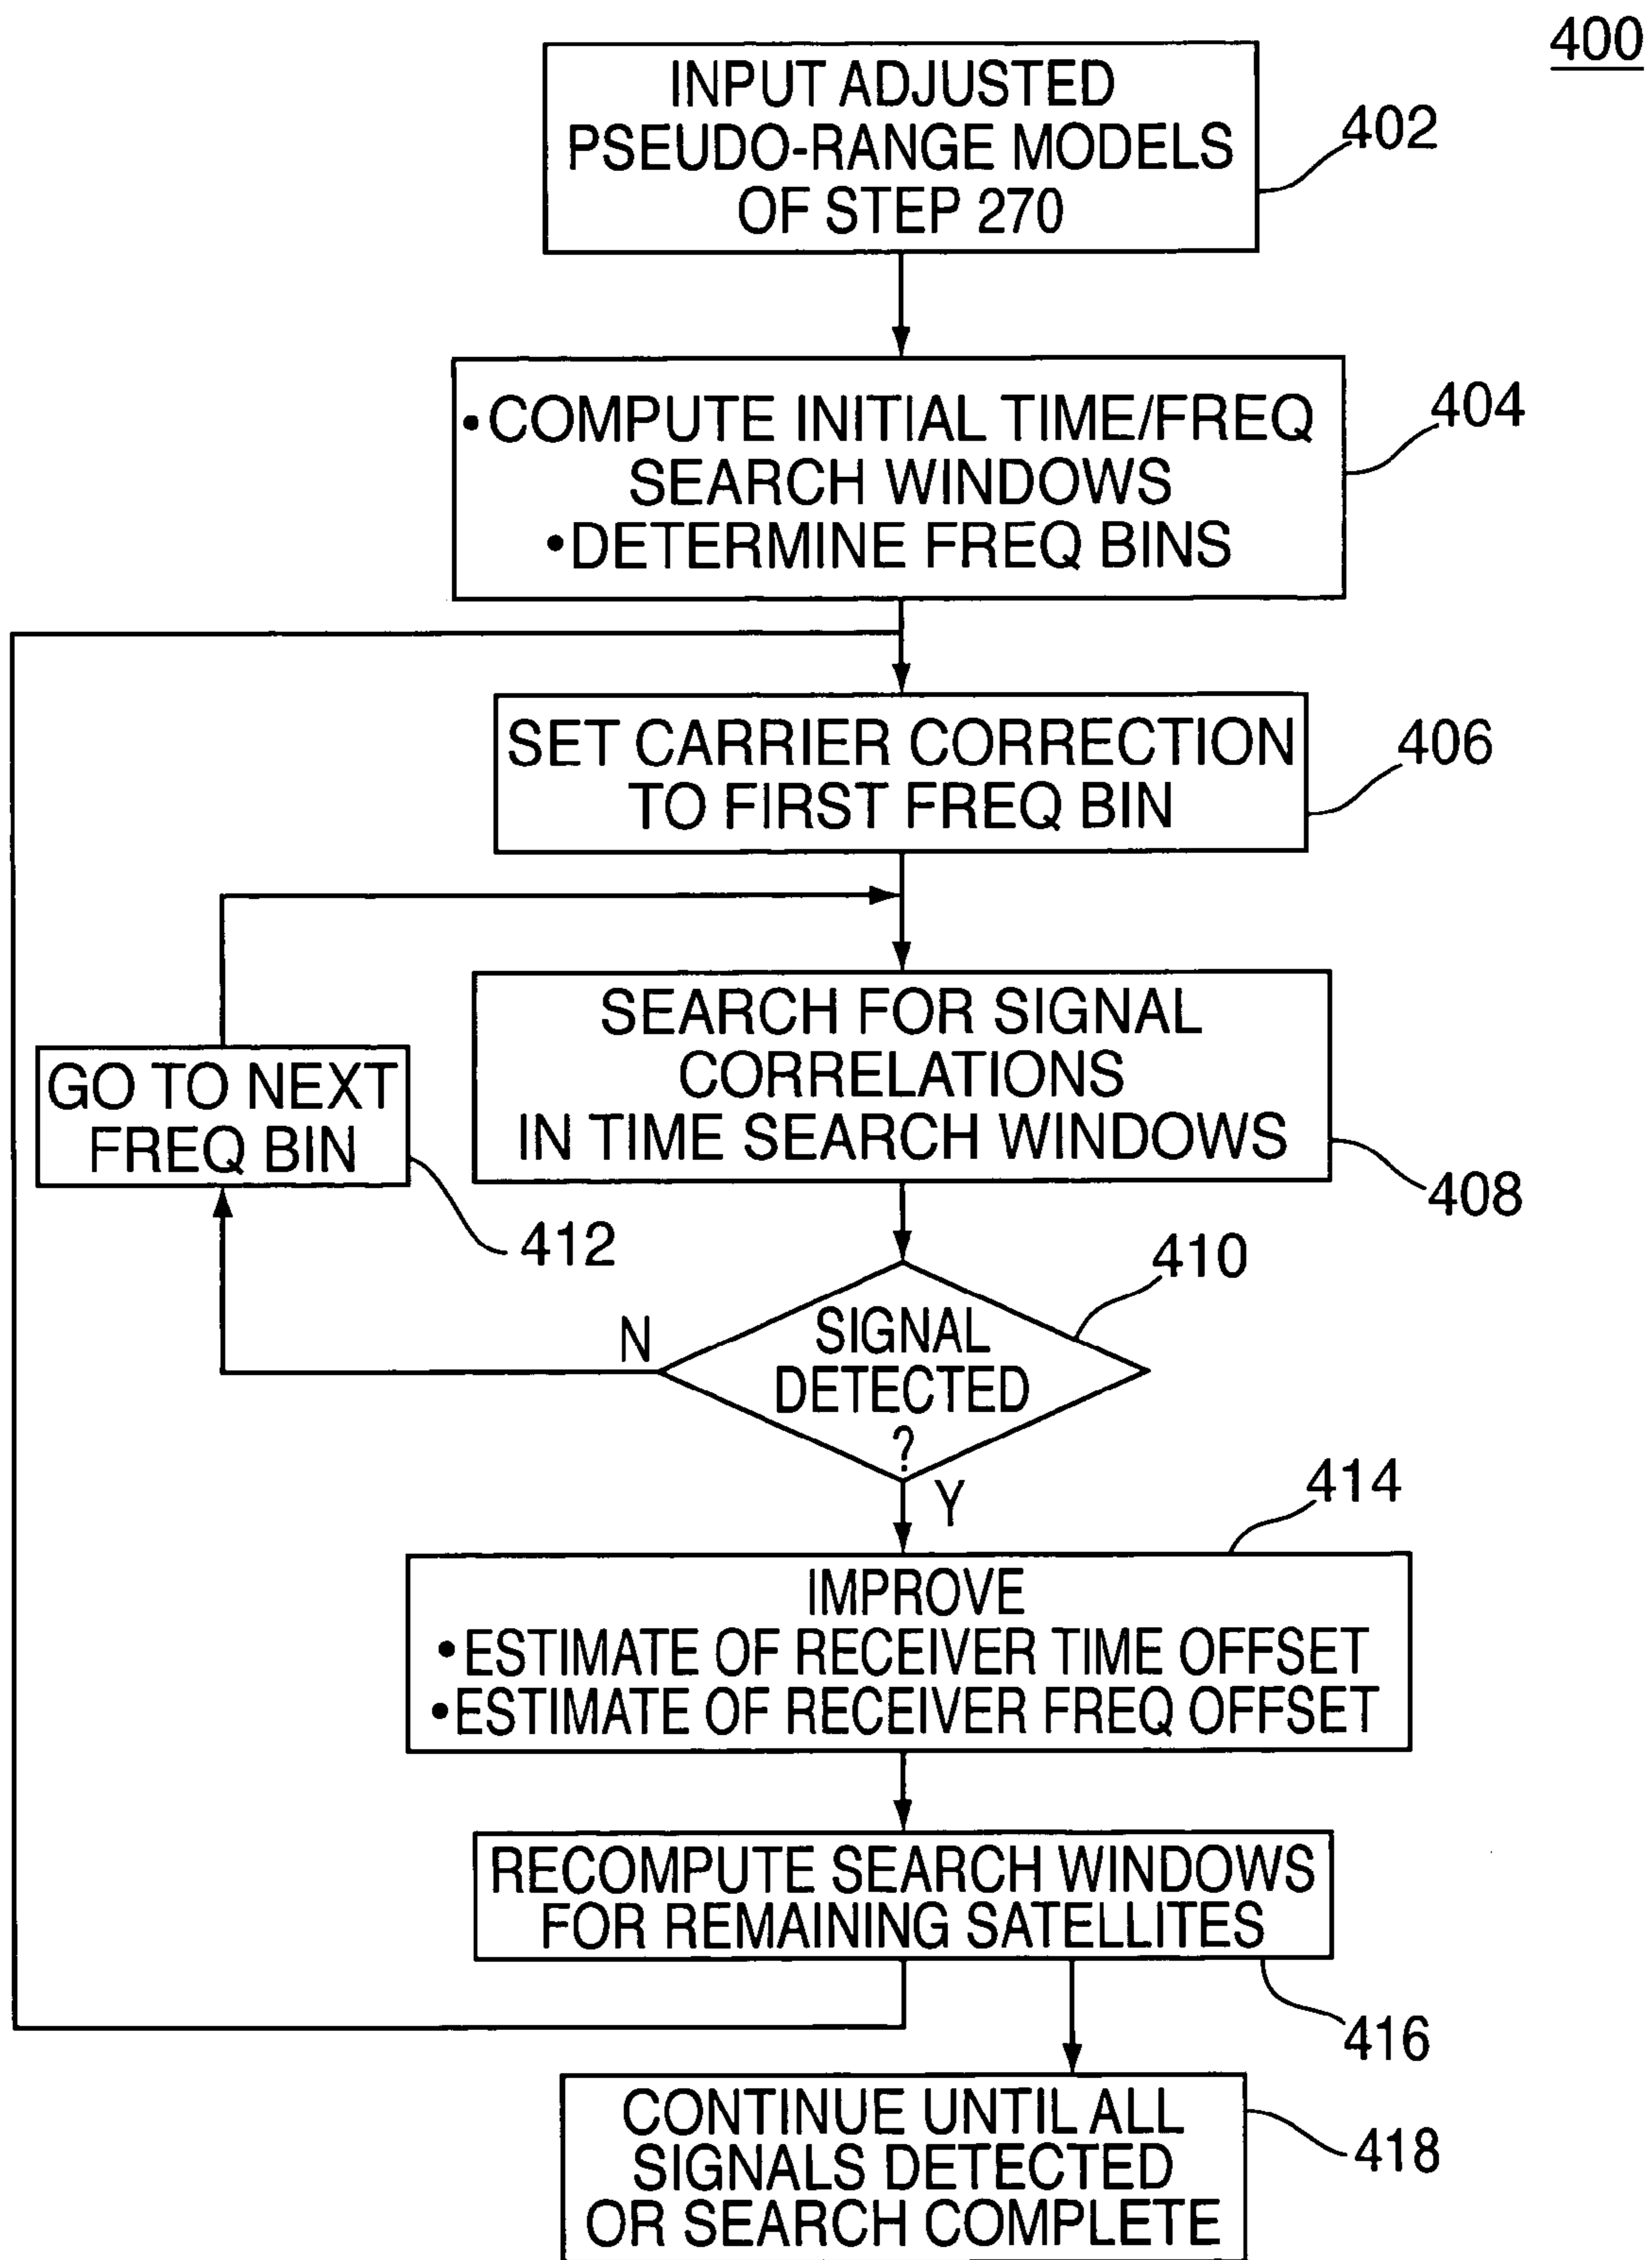 400
INPUT ADJUSTED
PSEUDO-RANGE MODELS
OF STEP 270
402
•COMPUTE INITIAL TIME/FREQ
SEARCH WINDOWS
•DETERMINE FREQ BINS
404
SET CARRIER CORRECTION
TO FIRST FREQ BIN
406
SEARCH FOR SIGNAL
CORRELATIONS
IN TIME SEARCH WINDOWS
408
GO TO NEXT
FREQ BIN
412
410
SIGNAL
DETECTED
?
N
Y
414
IMPROVE
•ESTIMATE OF RECEIVER TIME OFFSET
•ESTIMATE OF RECEIVER FREQ OFFSET
RECOMPUTE SEARCH WINDOWS
FOR REMAINING SATELLITES
416
CONTINUE UNTIL ALL
SIGNALS DETECTED
OR SEARCH COMPLETE
418